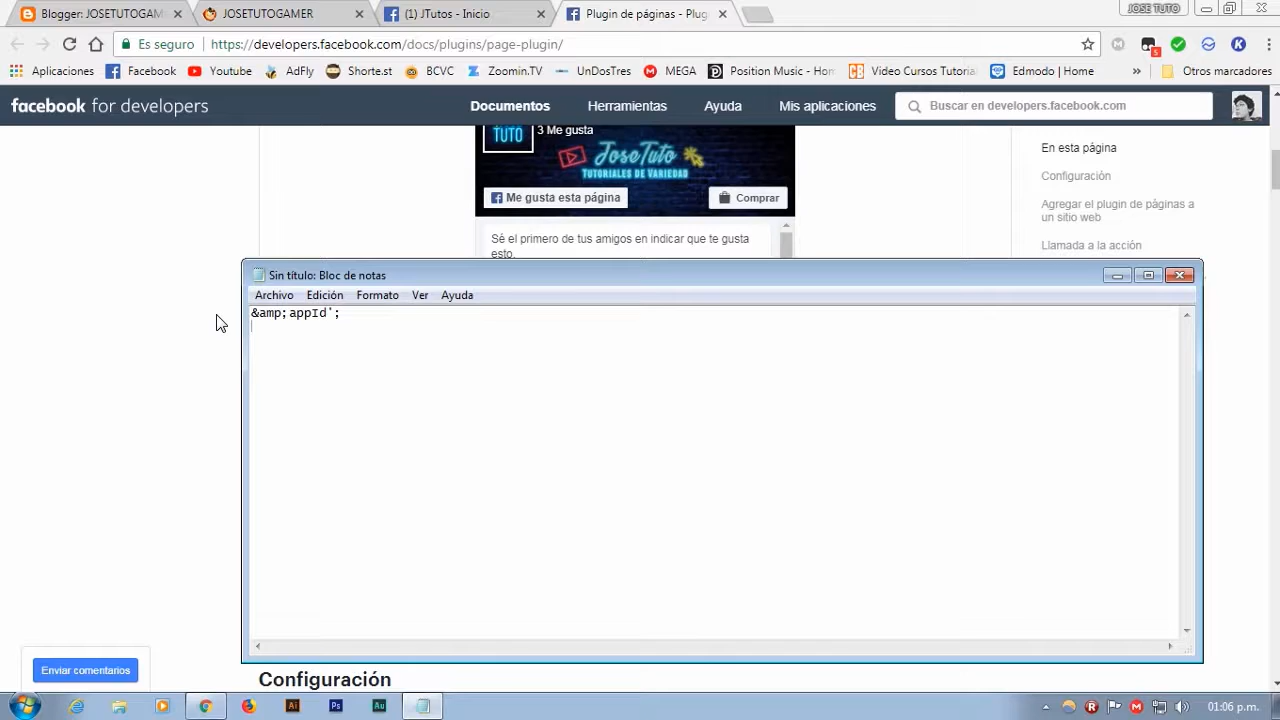 Blogger: JOSETUTOGAM
JOSETUTOGAMER
(1) JTutos - Inicio
Plugin de páginas - Plug
JOSE TUTO
Es seguro
https://developers.facebook.com/docs/plugins/page-plugin/
Aplicaciones
Facebook
Youtube
AdFly
Shorte.st
BCVC
Zoomin.TV
UnDosTres
MEGA
Position Music - Hom
Video Cursos Tutoria
Edmodo | Home
»
Otros marcadores
facebook for developers
Documentos
Herramientas
Ayuda
Mis aplicaciones
Buscar en developers.facebook.com
TUTO
3 Me gusta
JoseTuto
TUTORIALES DE VARIEDAD
Me gusta esta página
Comprar
Sé el primero de tus amigos en indicar que te gusta
esto.
En esta página
Configuración
Agregar el plugin de páginas a
un sitio web
Llamada a la acción
Sin título: Bloc de notas
Archivo
Edición
Formato
Ver
Ayuda
&amp;appId';
Enviar comentarios
Configuración
01:06 p.m.